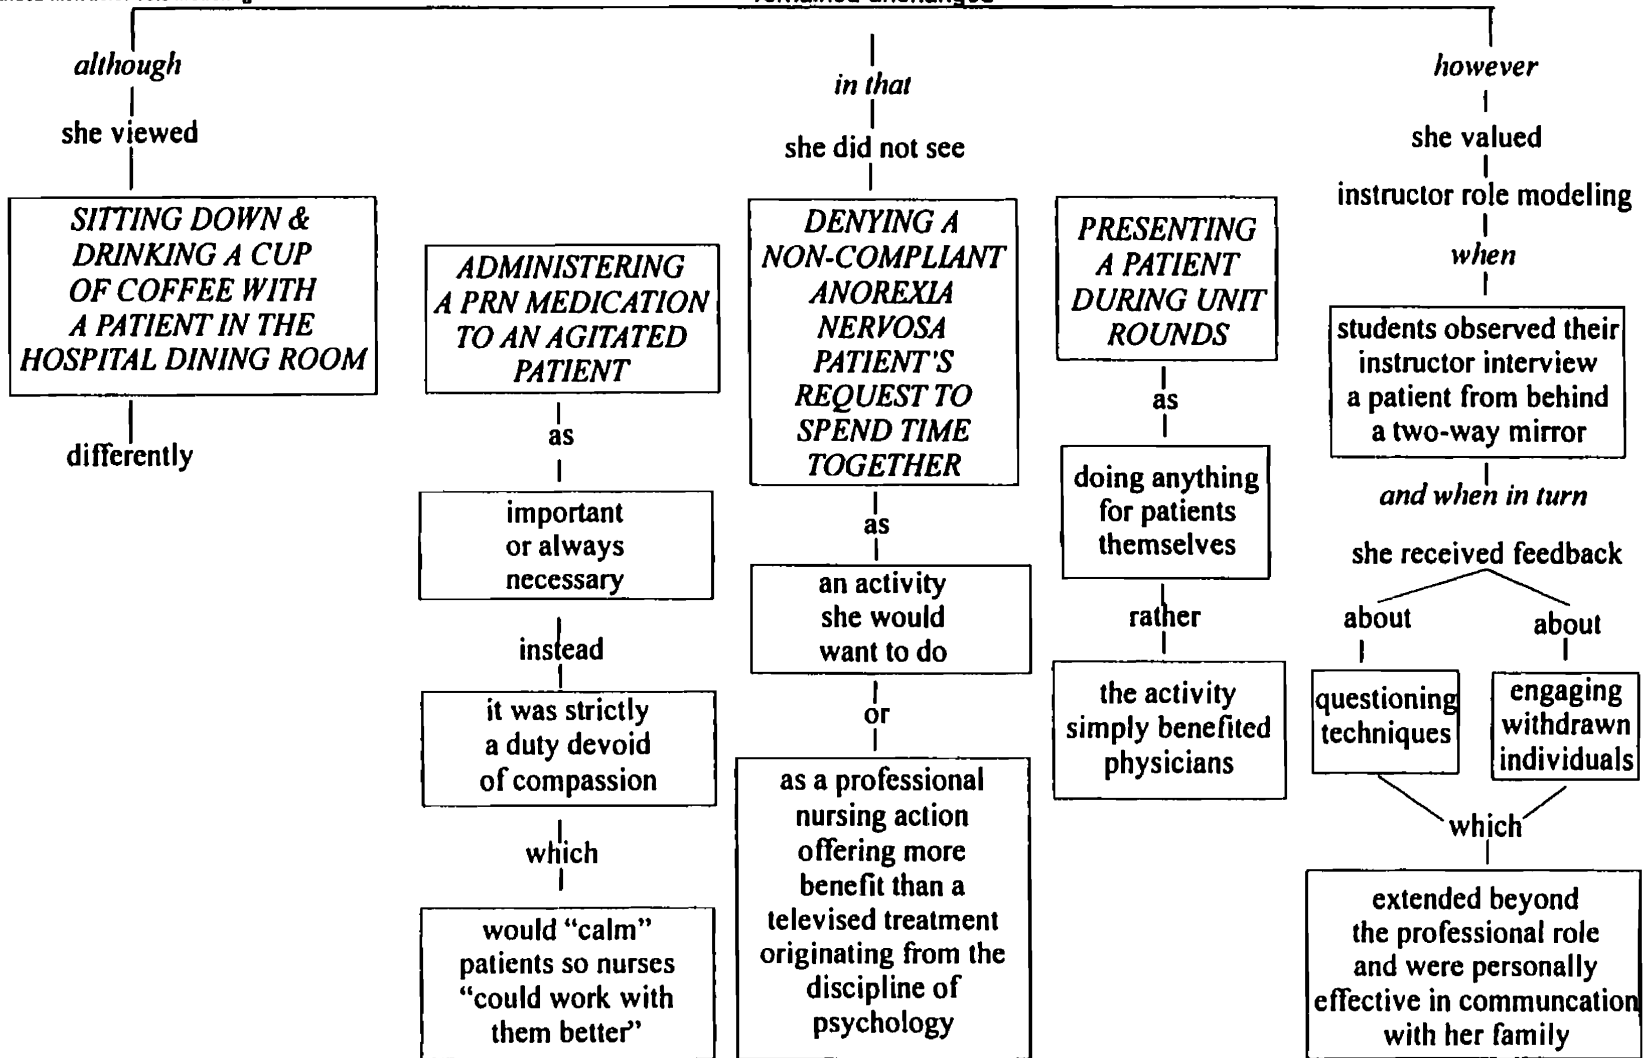 remained unchanged
although
she viewed
SITTING DOWN &
DRINKING A CUP
OF COFFEE WITH
A PATIENT IN THE
HOSPITAL DINING ROOM
differently
ADMINISTERING
A PRN MEDICATION
TO AN AGITATED
PATIENT
as
important
or always
necessary
instead
it was strictly
a duty devoid
of compassion
which
would “calm”
patients so nurses
“could work with
them better”
in that
she did not see
DENYING A
NON-COMPLIANT
ANOREXIA
NERVOSA
PATIENT'S
REQUEST TO
SPEND TIME
TOGETHER
as
an activity
she would
want to do
or
as a professional
nursing action
offering more
benefit than a
televised treatment
originating from the
discipline of
psychology
PRESENTING
A PATIENT
DURING UNIT
ROUNDS
as
doing anything
for patients
themselves
rather
the activity
simply benefited
physicians
however
she valued
instructor role modeling
when
students observed their
instructor interview
a patient from behind
a two-way mirror
and when in turn
she received feedback
about
questioning
techniques
about
engaging
withdrawn
individuals
which
extended beyond
the professional role
and were personally
effective in communcation
with her family